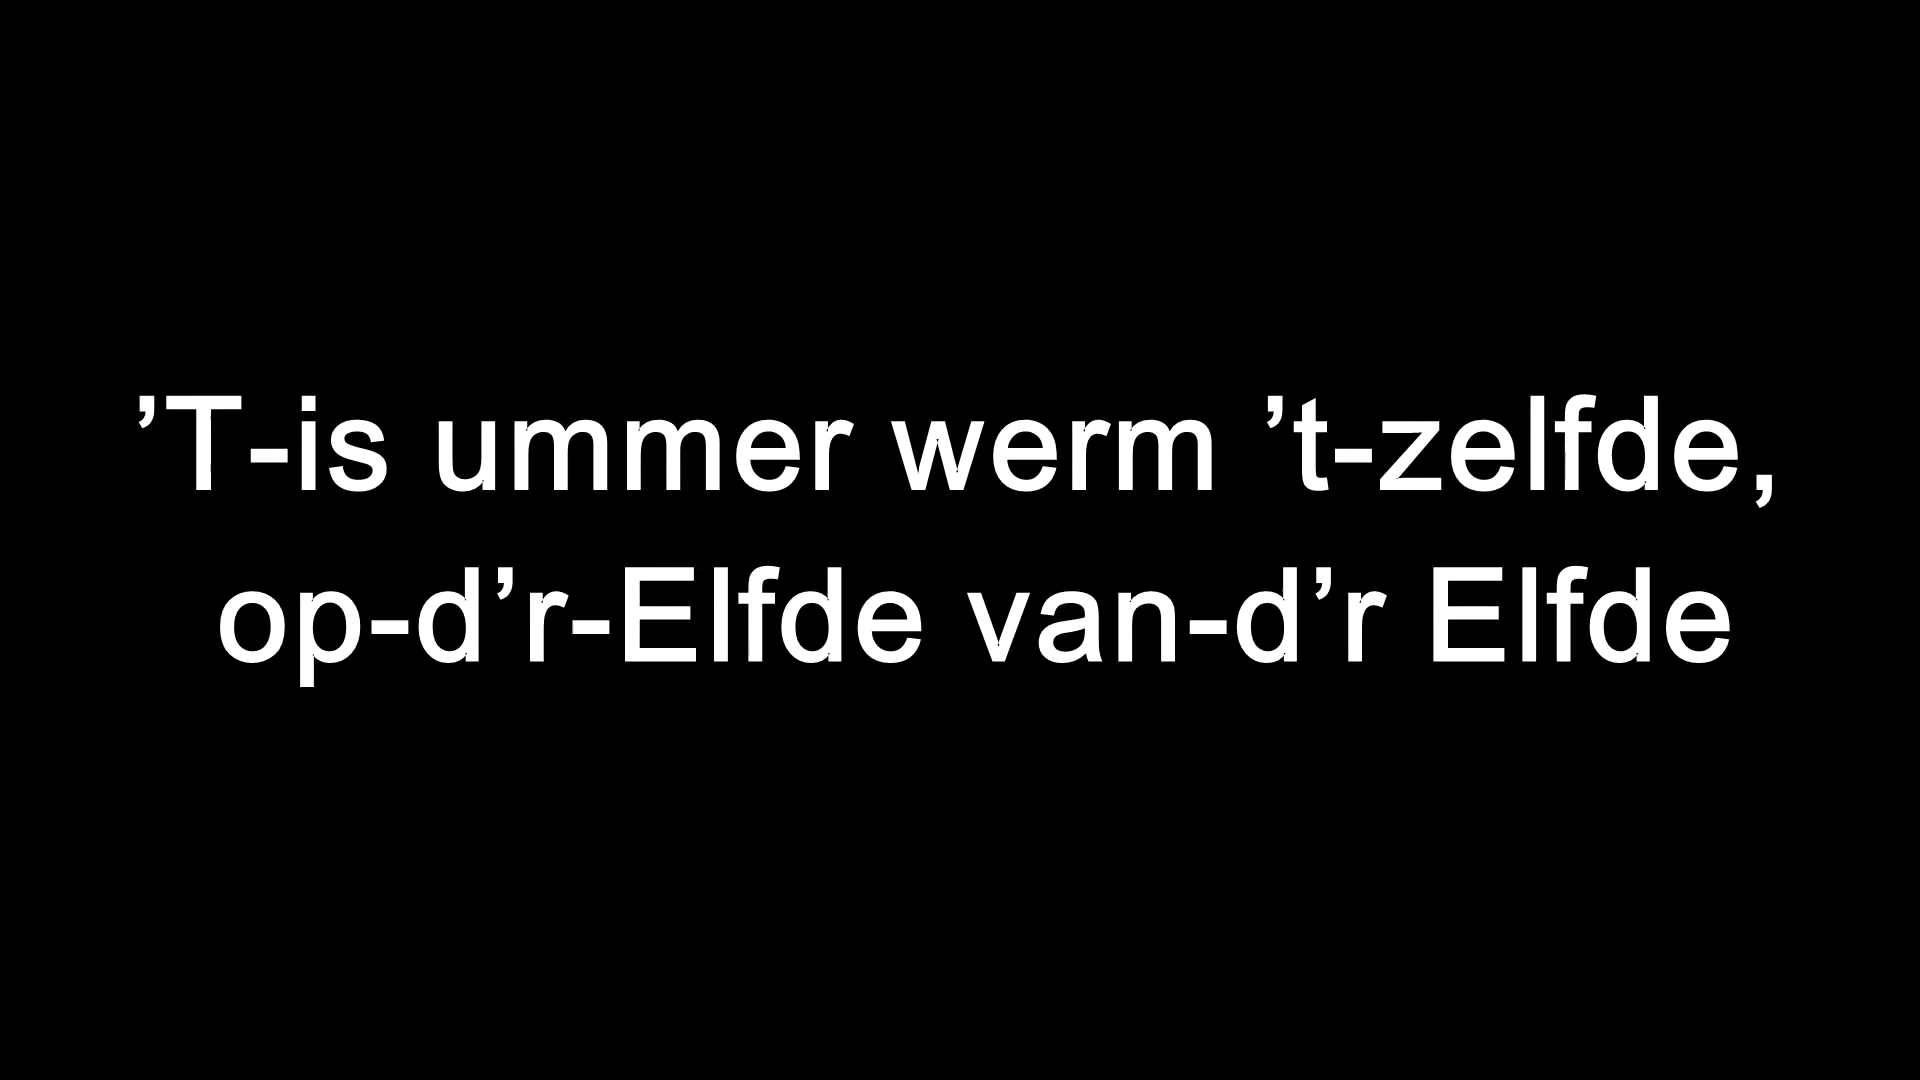 ’T-is ummer werm ’t-zelfde,
op-d’r-Elfde van-d’r Elfde